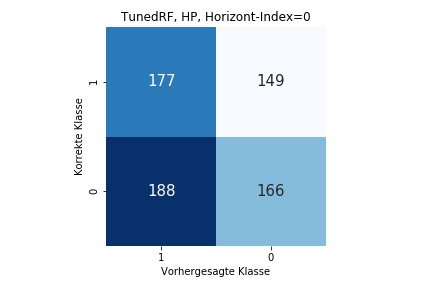 TunedRF, HP, Horizont-Index=0
Korrekte Klasse
1
177
149
0
188
166
1
0
Vorhergesagte Klasse